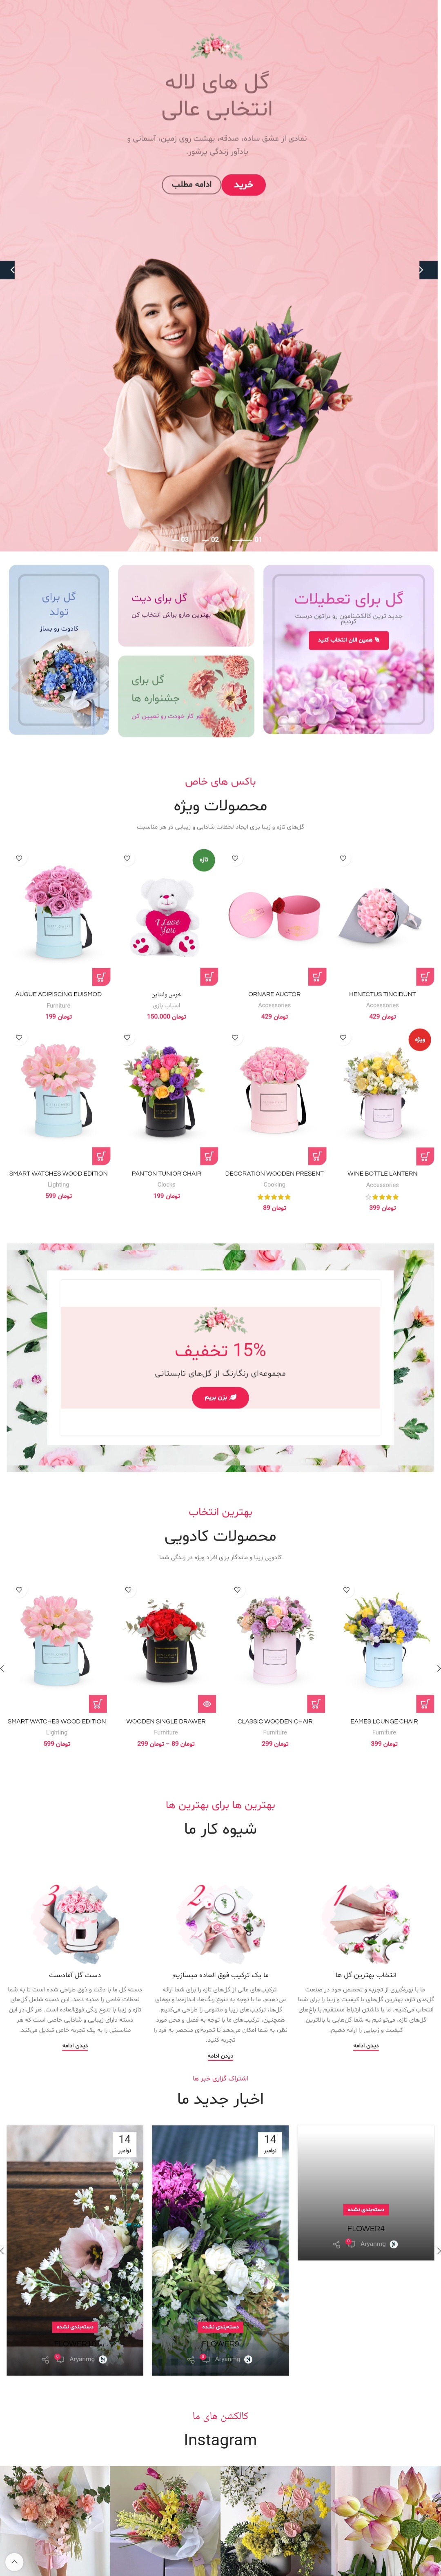 گل های لاله
انتخابی عالی
نمادی از عشق ساده، صدقه، بهشت روی زمین، آسمانی و
یادآور زندگی پرشور.
خرید
ادامه مطلب
01
02
03
گل برای تعطیلات
جدید ترین کالکشنامون رو براتون درست
کردیم
همین الان انتخاب کنید
گل برای دیت
بهترین هارو براش انتخاب کن
گل برای
جشنواره ها
کار خودت رو تعیین کن
گل برای
تولد
کادوت رو بساز
باکس های خاص
محصولات ویژه
گل‌های تازه و زیبا برای ایجاد لحظات شادابی و زیبایی در هر مناسبت
HENECTUS TINCIDUNT
Accessories
429 تومان
ORNARE AUCTOR
Accessories
429 تومان
تازه
I Love
You
خرس ولنتاین
اسباب بازی
150.000 تومان
AUGUE ADIPISCING EUISMOD
Furniture
199 تومان
ویژه
WINE BOTTLE LANTERN
Accessories
399 تومان
DECORATION WOODEN PRESENT
Cooking
89 تومان
PANTON TUNIOR CHAIR
Clocks
199 تومان
SMART WATCHES WOOD EDITION
Lighting
599 تومان
15% تخفیف
مجموعه‌ای رنگارنگ از گل‌های تابستانی
بزن بریم
بهترین انتخاب
محصولات کادویی
کادویی زیبا و ماندگار برای افراد ویژه در زندگی شما
EAMES LOUNGE CHAIR
Furniture
399 تومان
CLASSIC WOODEN CHAIR
Furniture
299 تومان
WOODEN SINGLE DRAWER
Furniture
89 تومان – 299 تومان
SMART WATCHES WOOD EDITION
Lighting
599 تومان
بهترین ها برای بهترین ها
شیوه کار ما
1
انتخاب بهترین گل ها
ما با بهره‌گیری از تجربه و تخصص خود در صنعت
گل‌های تازه، بهترین گل‌های با کیفیت و زیبا را برای شما
انتخاب می‌کنیم. ما با داشتن ارتباط مستقیم با باغ‌های
گل‌های تازه، می‌توانیم به شما گل‌هایی با بالاترین
کیفیت و زیبایی را ارائه دهیم.
دیدن ادامه
2
ما یک ترکیب فوق العاده میسازیم
ترکیب‌های عالی از گل‌های تازه را برای شما ارائه
می‌دهیم. ما با توجه به تنوع رنگ‌ها، اندازه‌ها و انواع
گل‌ها، ترکیب‌های زیبا و متنوعی را طراحی می‌کنیم.
همچنین، ترکیب‌های ما با توجه به فصل و محل مورد
نظر، به شما امکان می‌دهد تا تجربه‌ای منحصر به فرد را
تجربه کنید.
دیدن ادامه
3
دست گل آمادست
دسته گل ما با دقت و ذوق طراحی شده است تا به شما
لحظات خاصی را هدیه دهد. این دسته شامل گل‌های
تازه و زیبا با تنوع رنگی فوق‌العاده است. هر گل در این
دسته دارای زیبایی و شادابی خاصی است که هر
مناسبتی را به یک تجربه خاص تبدیل می‌کند.
دیدن ادامه
اشتراک گزاری خبر ها
اخبار جدید ما
دسته‌بندی نشده
FLOWER4
Aryanmg
14
نوامبر
دسته‌بندی نشده
Aryanmg
14
نوامبر
دسته‌بندی نشده
Aryanmg
کالکشن های ما
Instagram